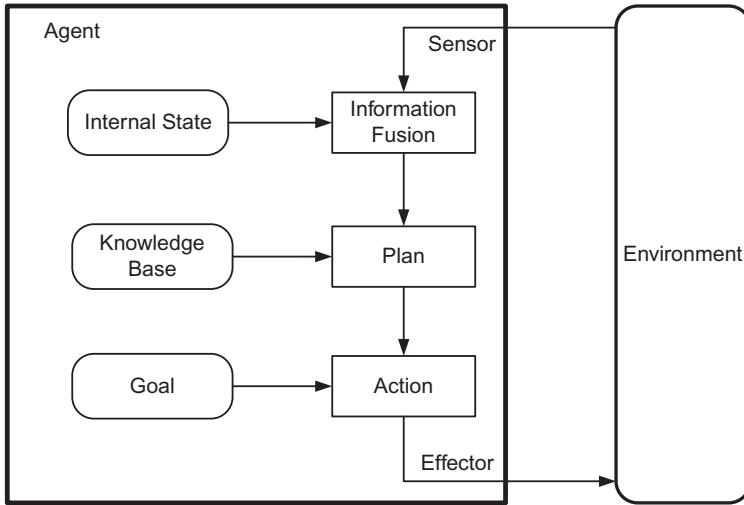 Agent
Sensor
Internal State
Information
Fusion
Knowledge
Base
Plan
Environment
Goal
Action
Effector